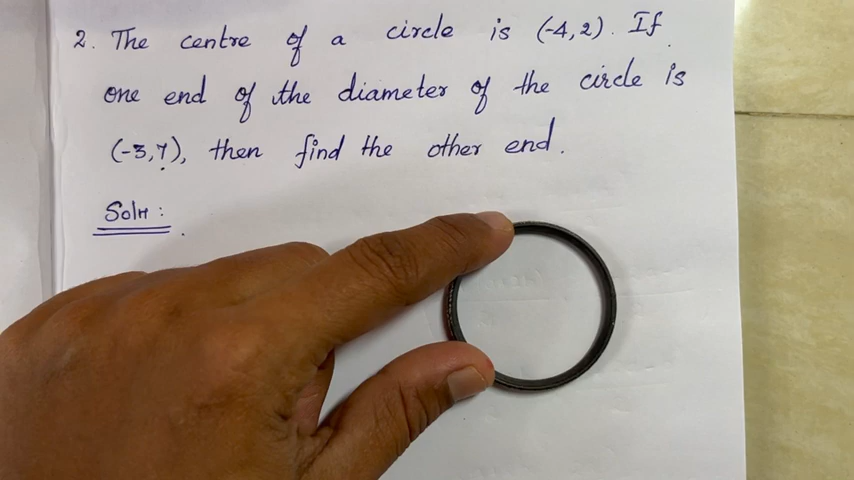 2. The centre of a circle is (-4,2). If
one end of the diameter of the circle is
(-3,7), then find the other end.
Soln: